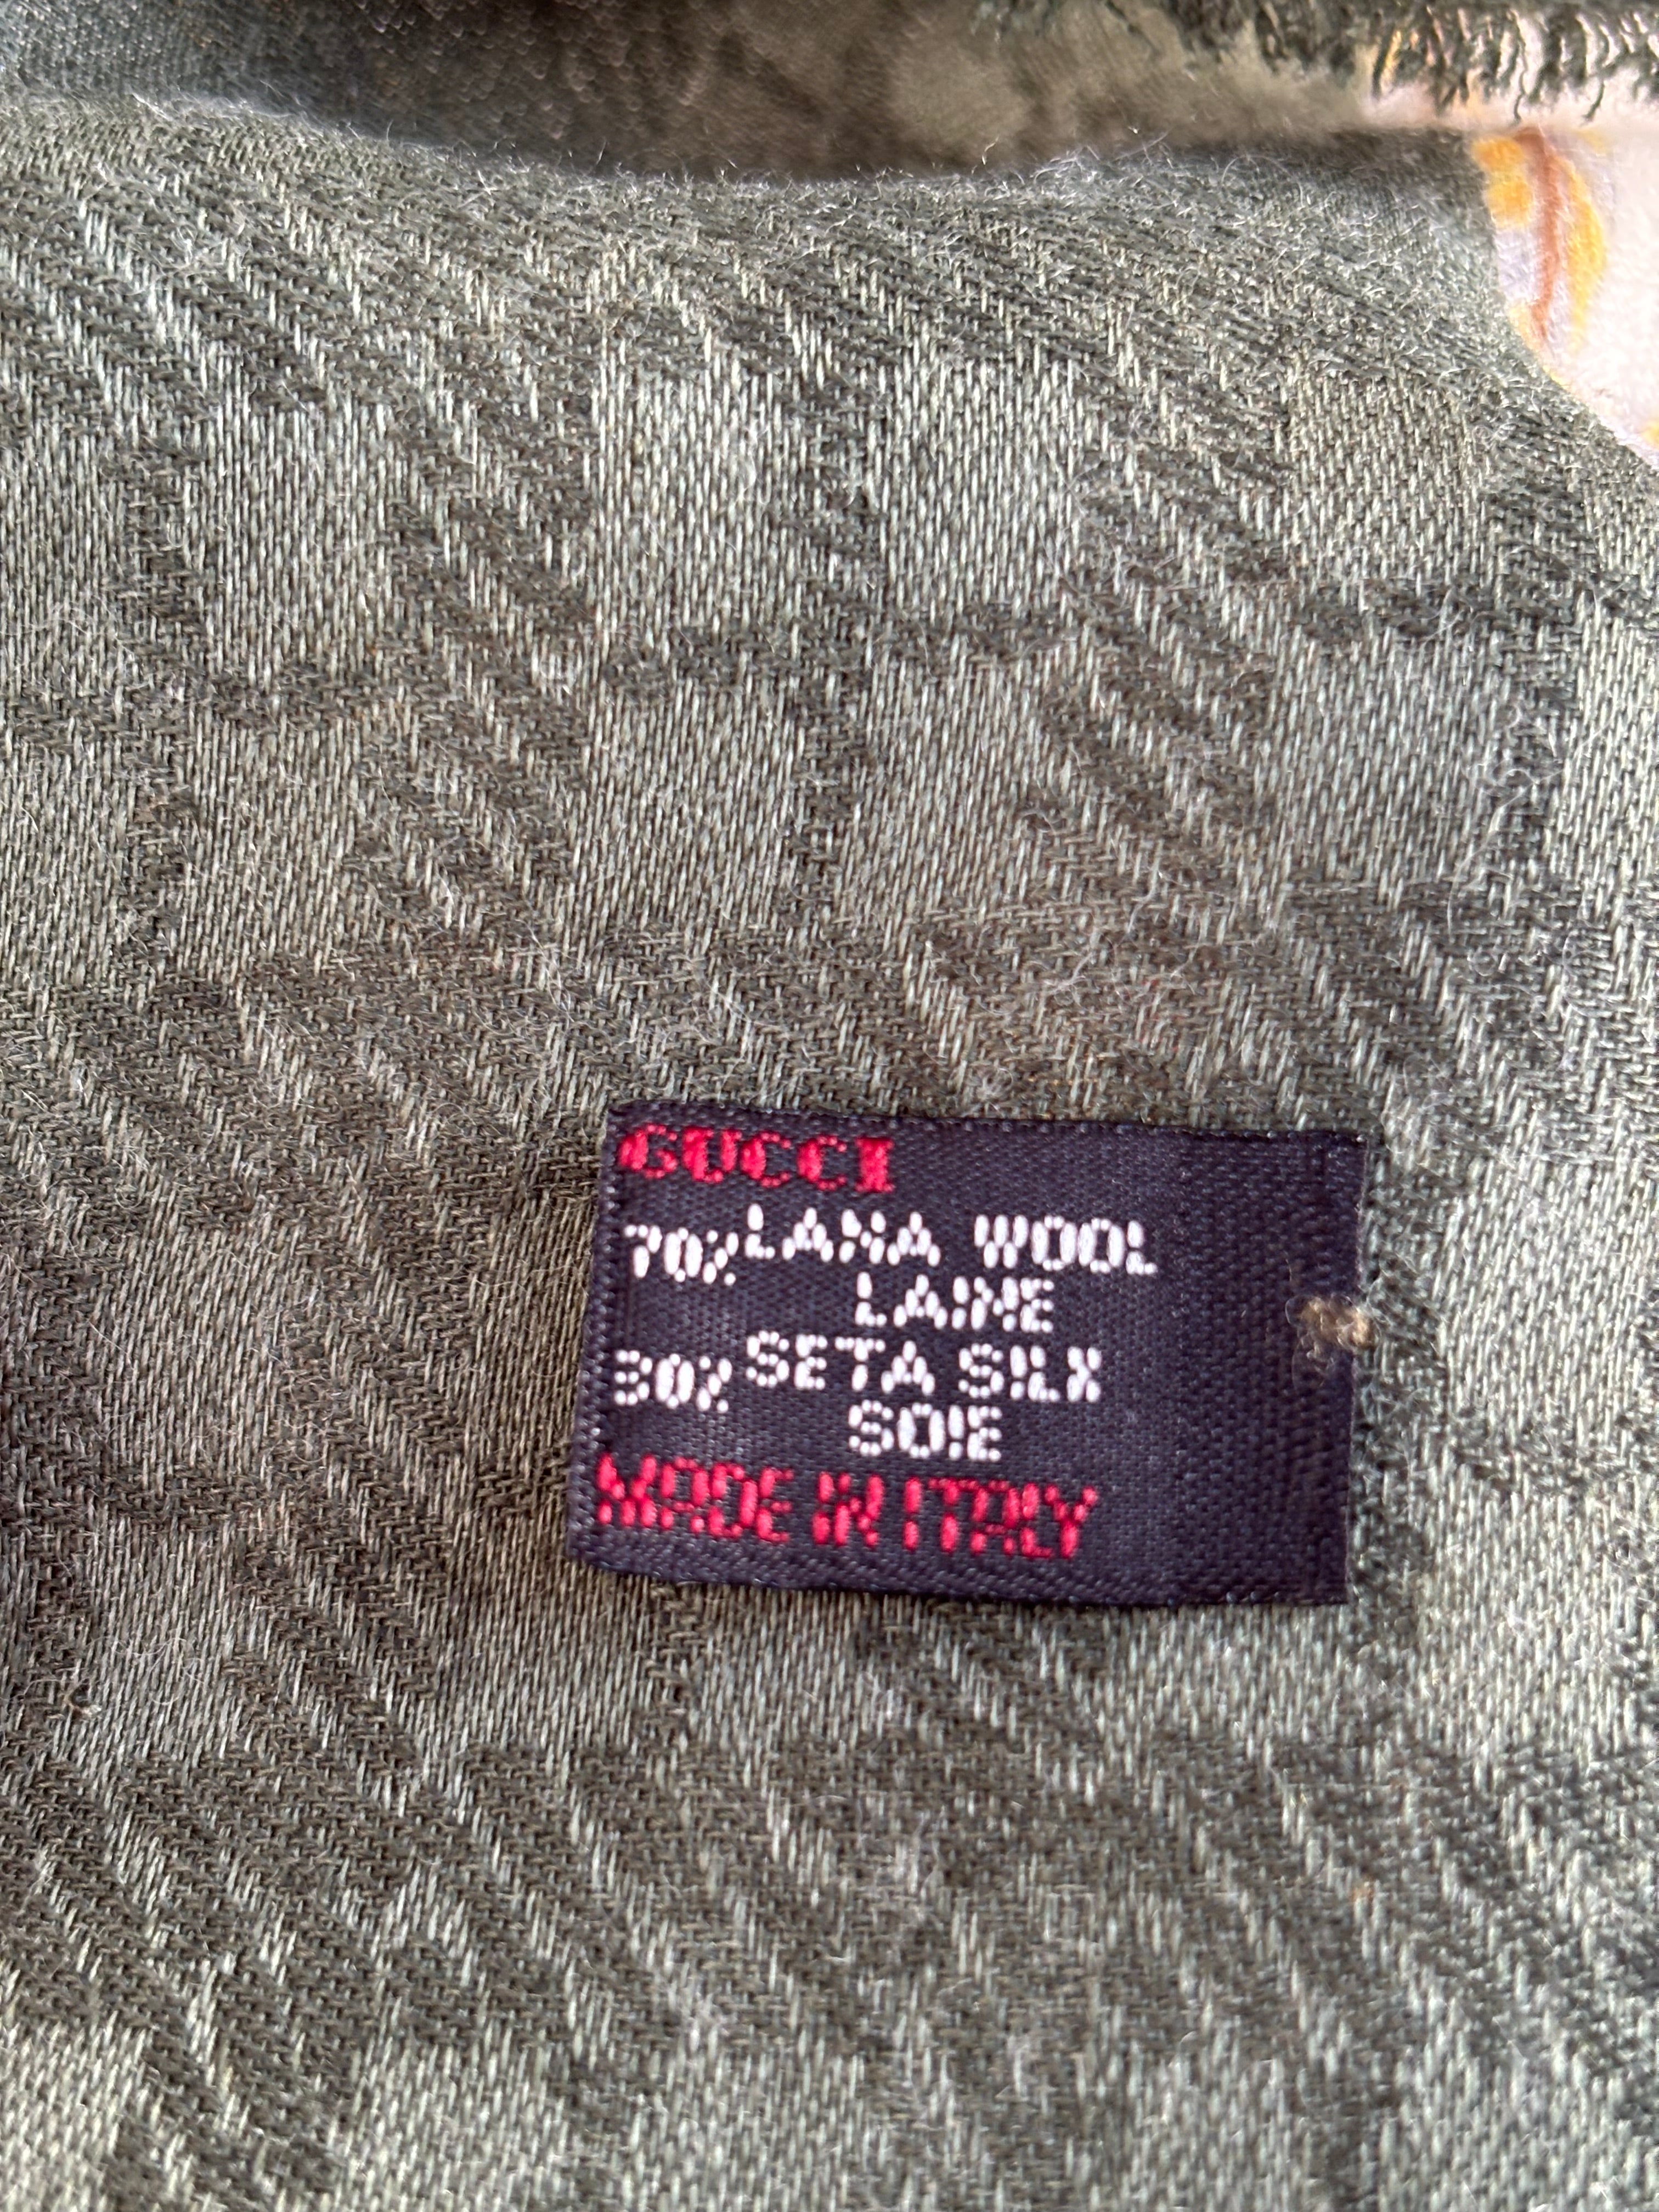 GUCCI
70% LANA WOOL
LAINE
30% SETA SILK
SOIE
MADE IN ITALY